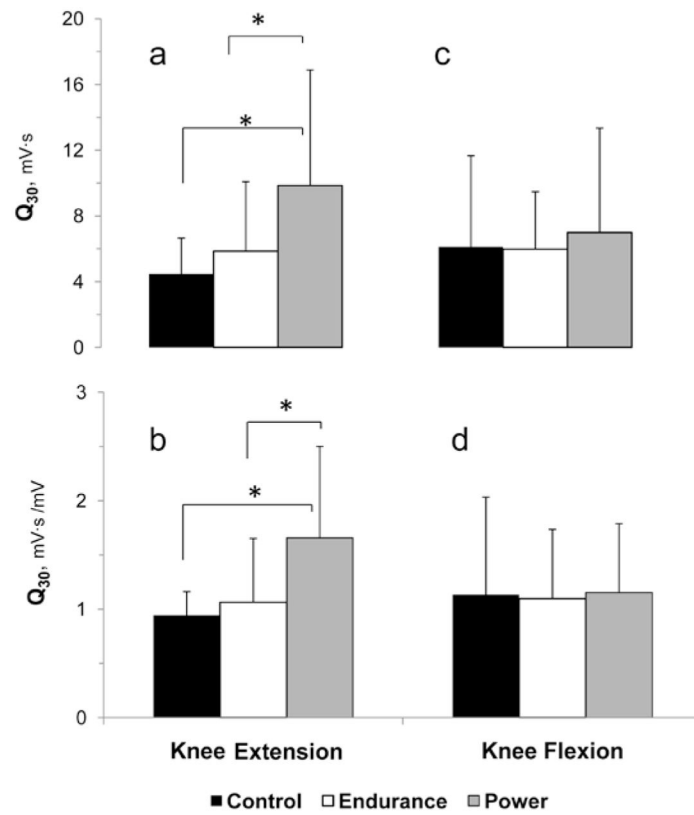 20
16
12
8
4
0
Q30, mV·s
a
*
*
c
3
2
1
0
Q30, mV·s /mV
b
*
*
d
Knee Extension
Knee Flexion
Control Endurance Power